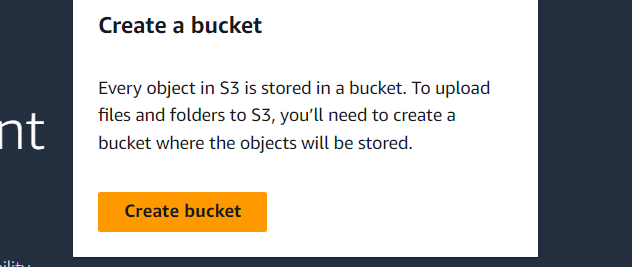 Create a bucket
Every object in S3 is stored in a bucket. To upload
files and folders to S3, you’ll need to create a
nt
bucket where the objects will be stored.
Create bucket